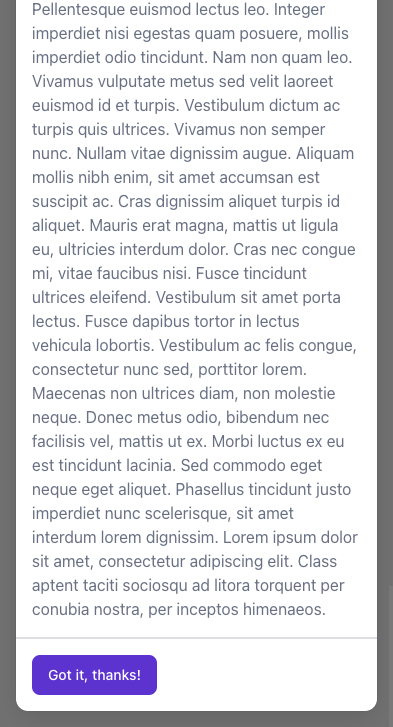 Pellentesque euismod lectus leo. Integer
imperdiet nisi egestas quam posuere, mollis
imperdiet odio tincidunt. Nam non quam leo.
Vivamus vulputate metus sed velit laoreet
euismod id et turpis. Vestibulum dictum ac
turpis quis ultrices. Vivamus non semper
nunc. Nullam vitae dignissim augue. Aliquam
mollis nibh enim, sit amet accumsan est
suscipit ac. Cras dignissim aliquet turpis id
aliquet. Mauris erat magna, mattis ut ligula
eu, ultricies interdum dolor. Cras nec congue
mi, vitae faucibus nisi. Fusce tincidunt
ultrices eleifend. Vestibulum sit amet porta
lectus. Fusce dapibus tortor in lectus
vehicula lobortis. Vestibulum ac felis congue,
consectetur nunc sed, porttitor lorem.
Maecenas non ultrices diam, non molestie
neque. Donec metus odio, bibendum nec
facilisis vel, mattis ut ex. Morbi luctus ex eu
est tincidunt lacinia. Sed commodo eget
neque eget aliquet. Phasellus tincidunt justo
imperdiet nunc scelerisque, sit amet
interdum lorem dignissim. Lorem ipsum dolor
sit amet, consectetur adipiscing elit. Class
aptent taciti sociosqu ad litora torquent per
conubia nostra, per inceptos himenaeos.
Got it, thanks!